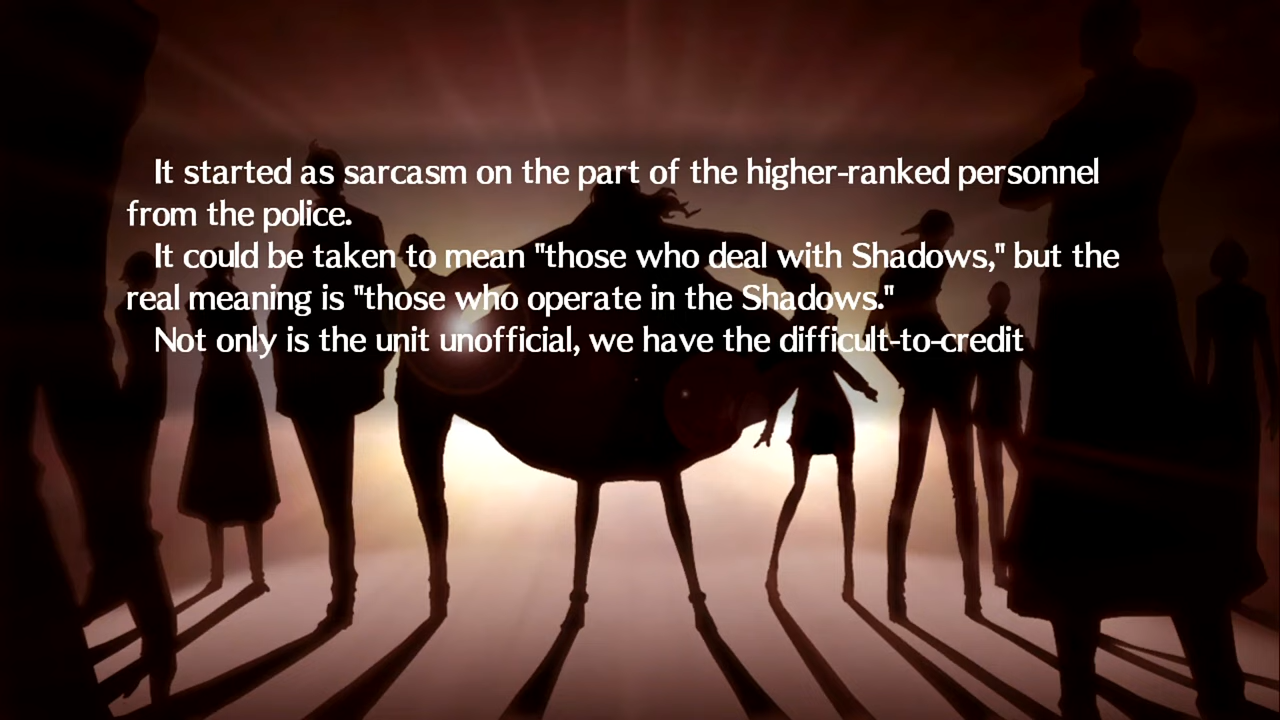 It started as sarcasm on the part of the higher-ranked personnel
from the police.
It could be taken to mean "those who deal with Shadows," but the
real meaning is "those who operate in the Shadows."
Not only is the unit unofficial, we have the difficult-to-credit